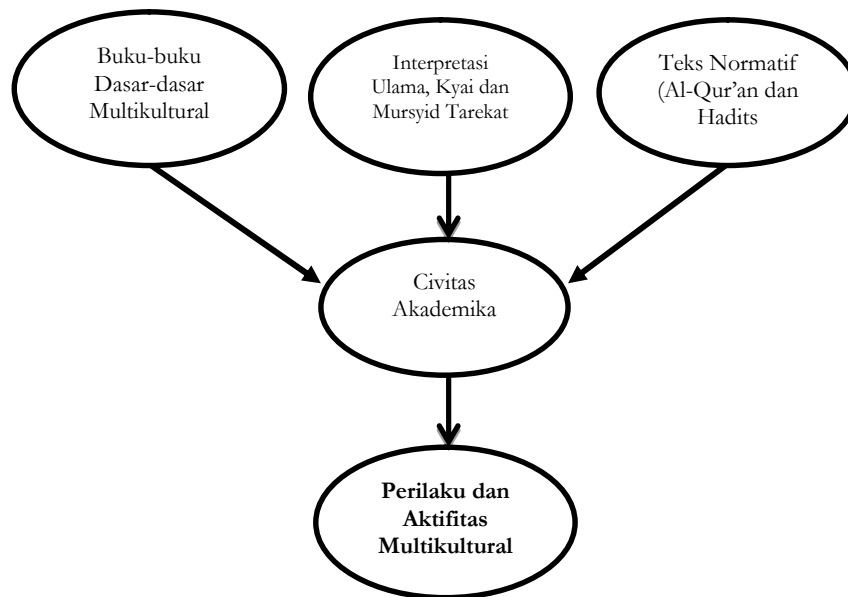 Buku-buku
Dasar-dasar
Multikultural
Interpretasi
Ulama, Kyai dan
Mursyid Tarekat
Teks Normatif
(Al-Qur’an dan
Hadits
Civitas
Akademika
Perilaku dan
Aktifitas
Multikultural